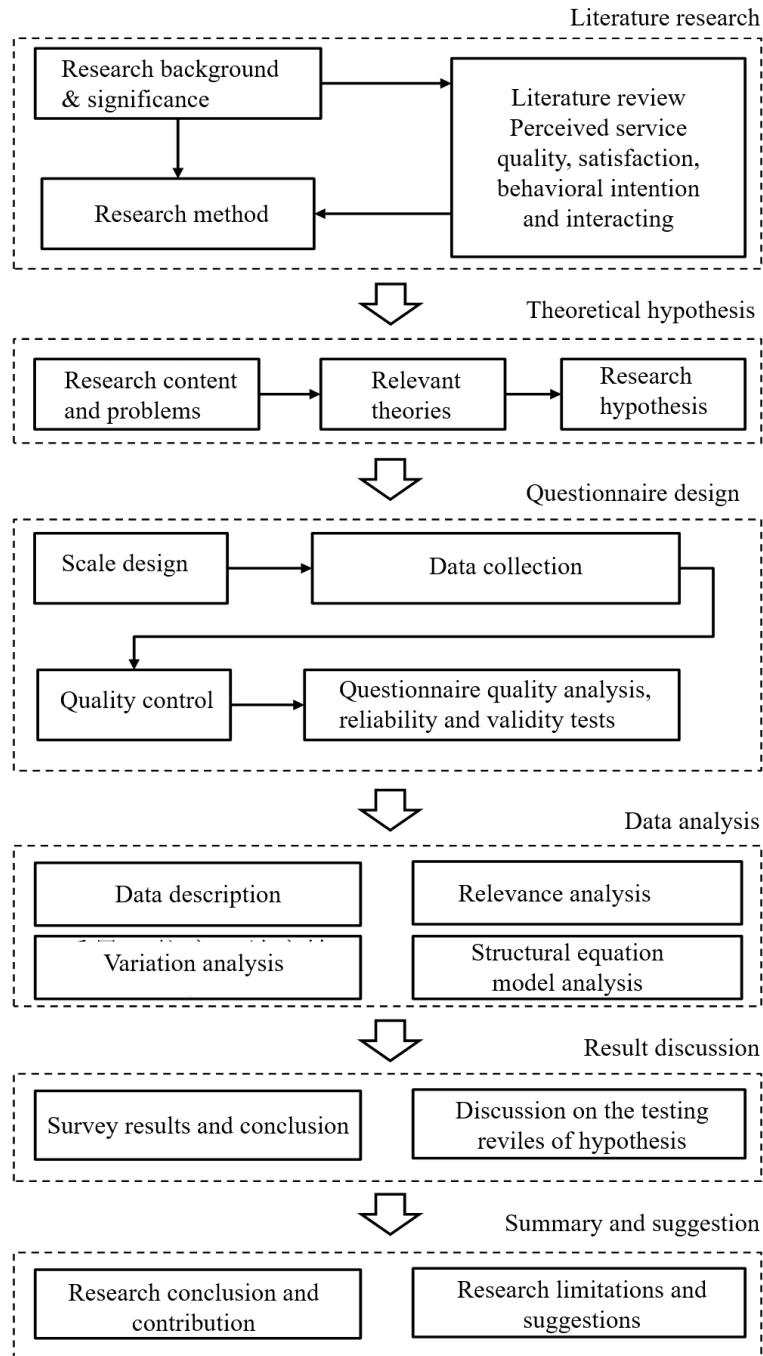 Literature research
Research background
& significance
Literature review
Perceived service
quality, satisfaction,
behavioral intention
and interacting
Research method
Theoretical hypothesis
Research content
and problems
Relevant
theories
Research
hypothesis
Questionnaire design
Scale design
Data collection
Quality control
Questionnaire quality analysis,
reliability and validity tests
Data analysis
Data description
Relevance analysis
Variation analysis
Structural equation
model analysis
Result discussion
Survey results and conclusion
Discussion on the testing
reviles of hypothesis
Summary and suggestion
Research conclusion and
contribution
Research limitations and
suggestions